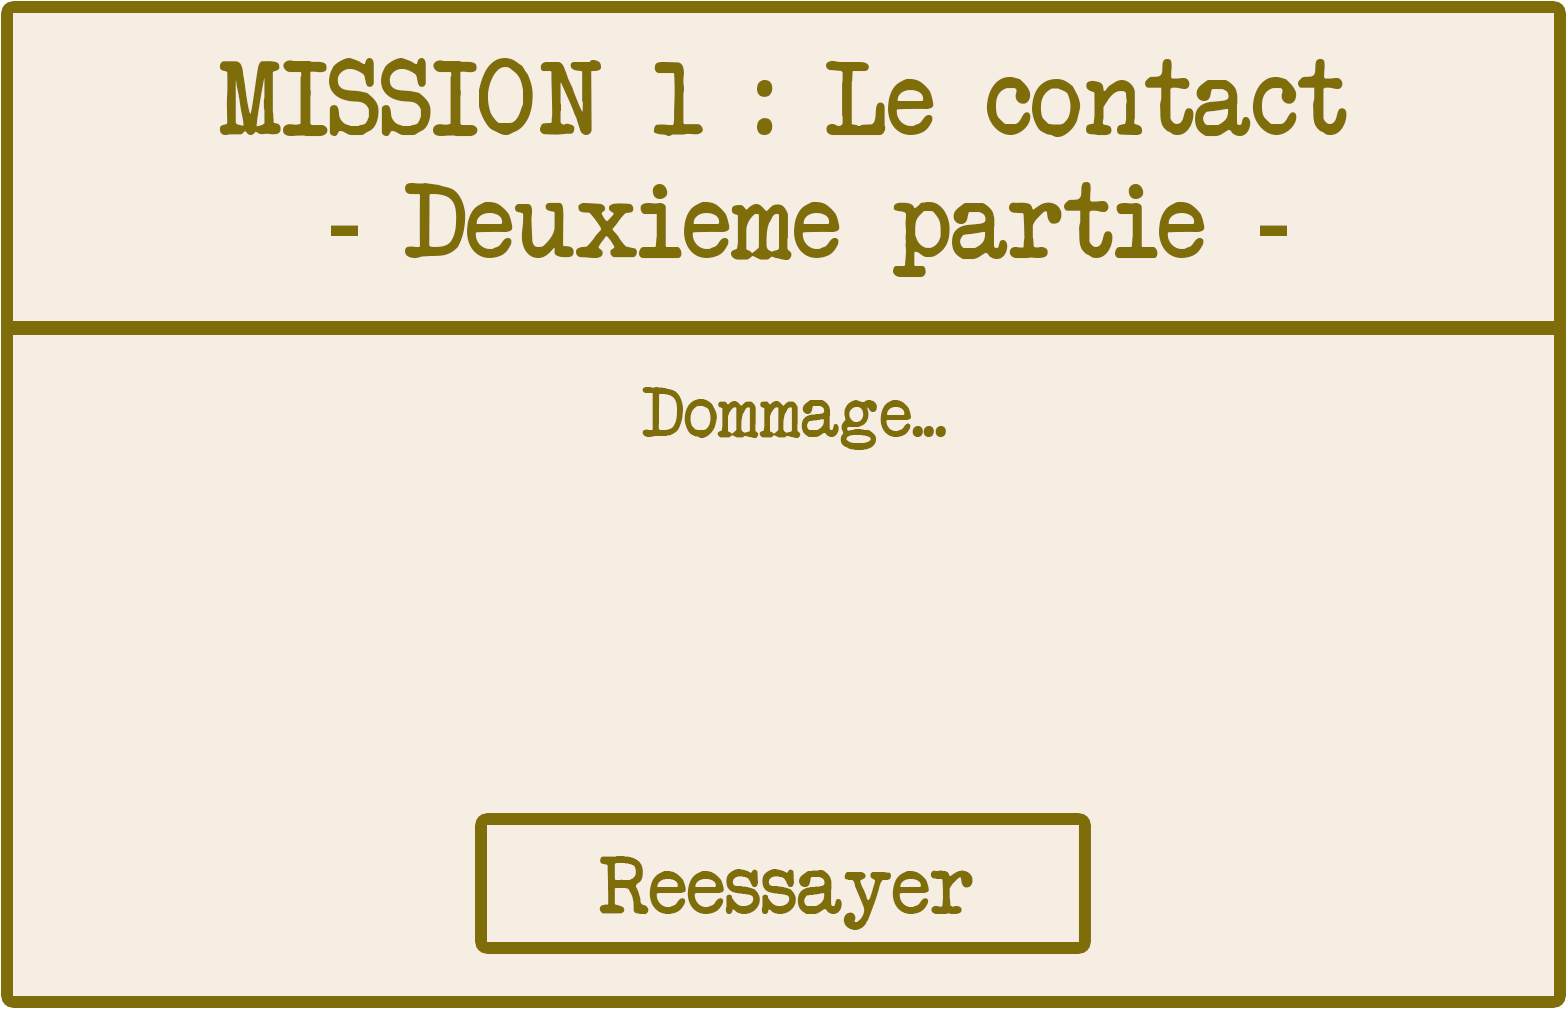 MISSION 1 : Le contact
- Deuxieme partie -
Dommage...
Reessayer